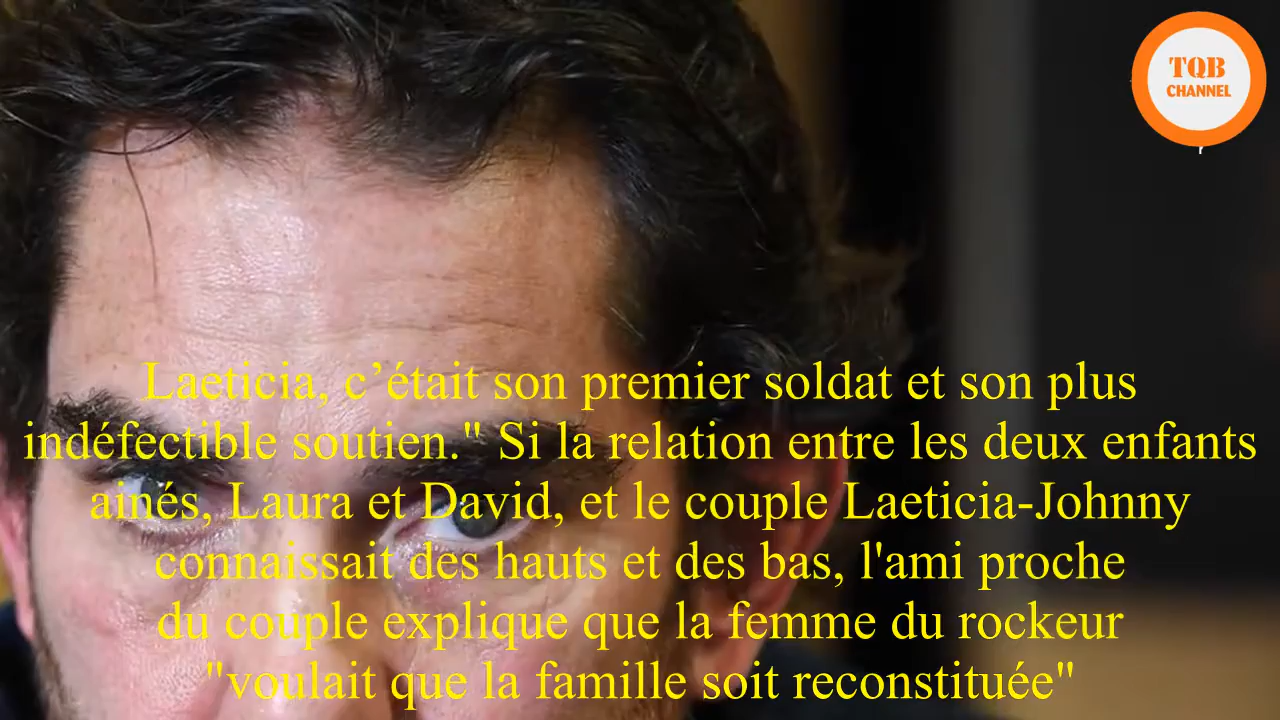 TQB
CHANNEL
r
Laeticia, c’était son premier soldat et son plus
indéfectible soutien." Si la relation entre les deux enfants
ainés, Laura et David, et le couple Laeticia-Johnny
connaissait des hauts et des bas, l'ami proche
du couple explique que la femme du rockeur
"voulait que la famille soit reconstituée"